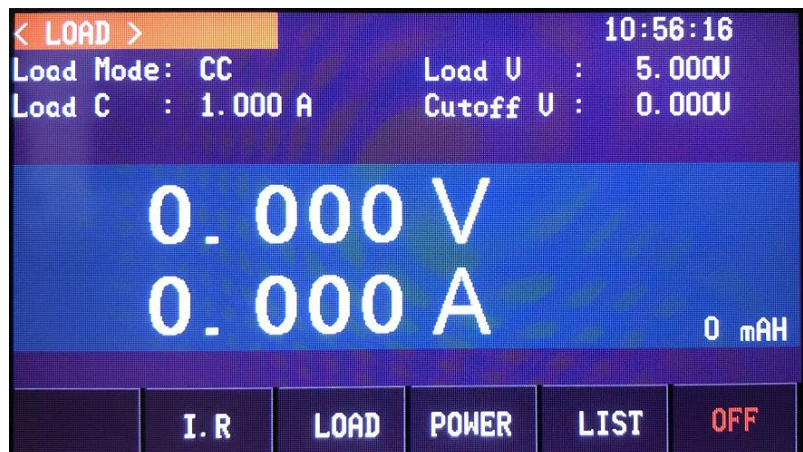 < LOAD > 10:56:16
Load Mode: CC Load V : 5.000V
Load C : 1.000 A Cutoff V : 0.000V
0.000 V
0.000 A 0 mAH
I.R LOAD POWER LIST OFF